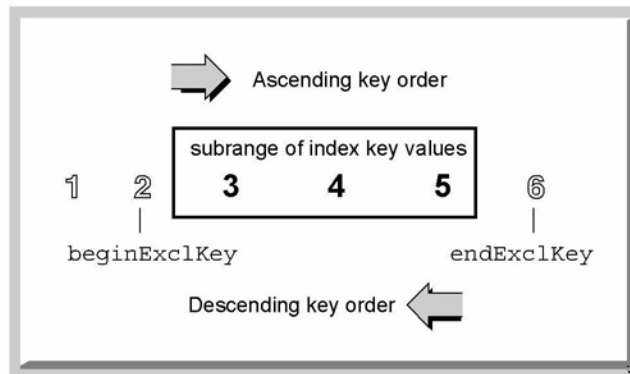 Ascending key order
subrange of index key values
1 2 3 4 5 6
beginExclKey endExclKey
Descending key order